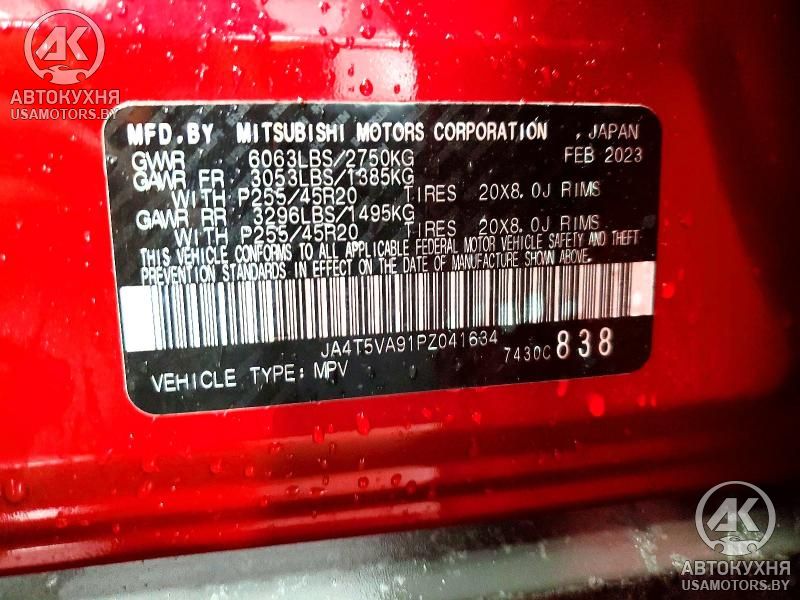 AK
АВТОКУХНЯ
USAMOTORS.BY
MFD.BY MITSUBISHI MOTORS CORPORATION , JAPAN
GVWR 6063LBS/2750KG FEB 2023
GAWR FR 3053LBS/1385KG
WITH P255/45R20 TIRES 20X8.0J RIMS
GAWR RR 3296LBS/1495KG
WITH P255/45R20 TIRES 20X8.0J RIMS
THIS VEHICLE CONFORMS TO ALL APPLICABLE FEDERAL MOTOR VEHICLE SAFETY AND THEFT
PREVENTION STANDARDS IN EFFECT ON THE DATE OF MANUFACTURE SHOWN ABOVE.
JA4T5VA91PZ041634
7430C 838
VEHICLE TYPE: MPV
AK
АВТОКУХНЯ
USAMOTORS.BY